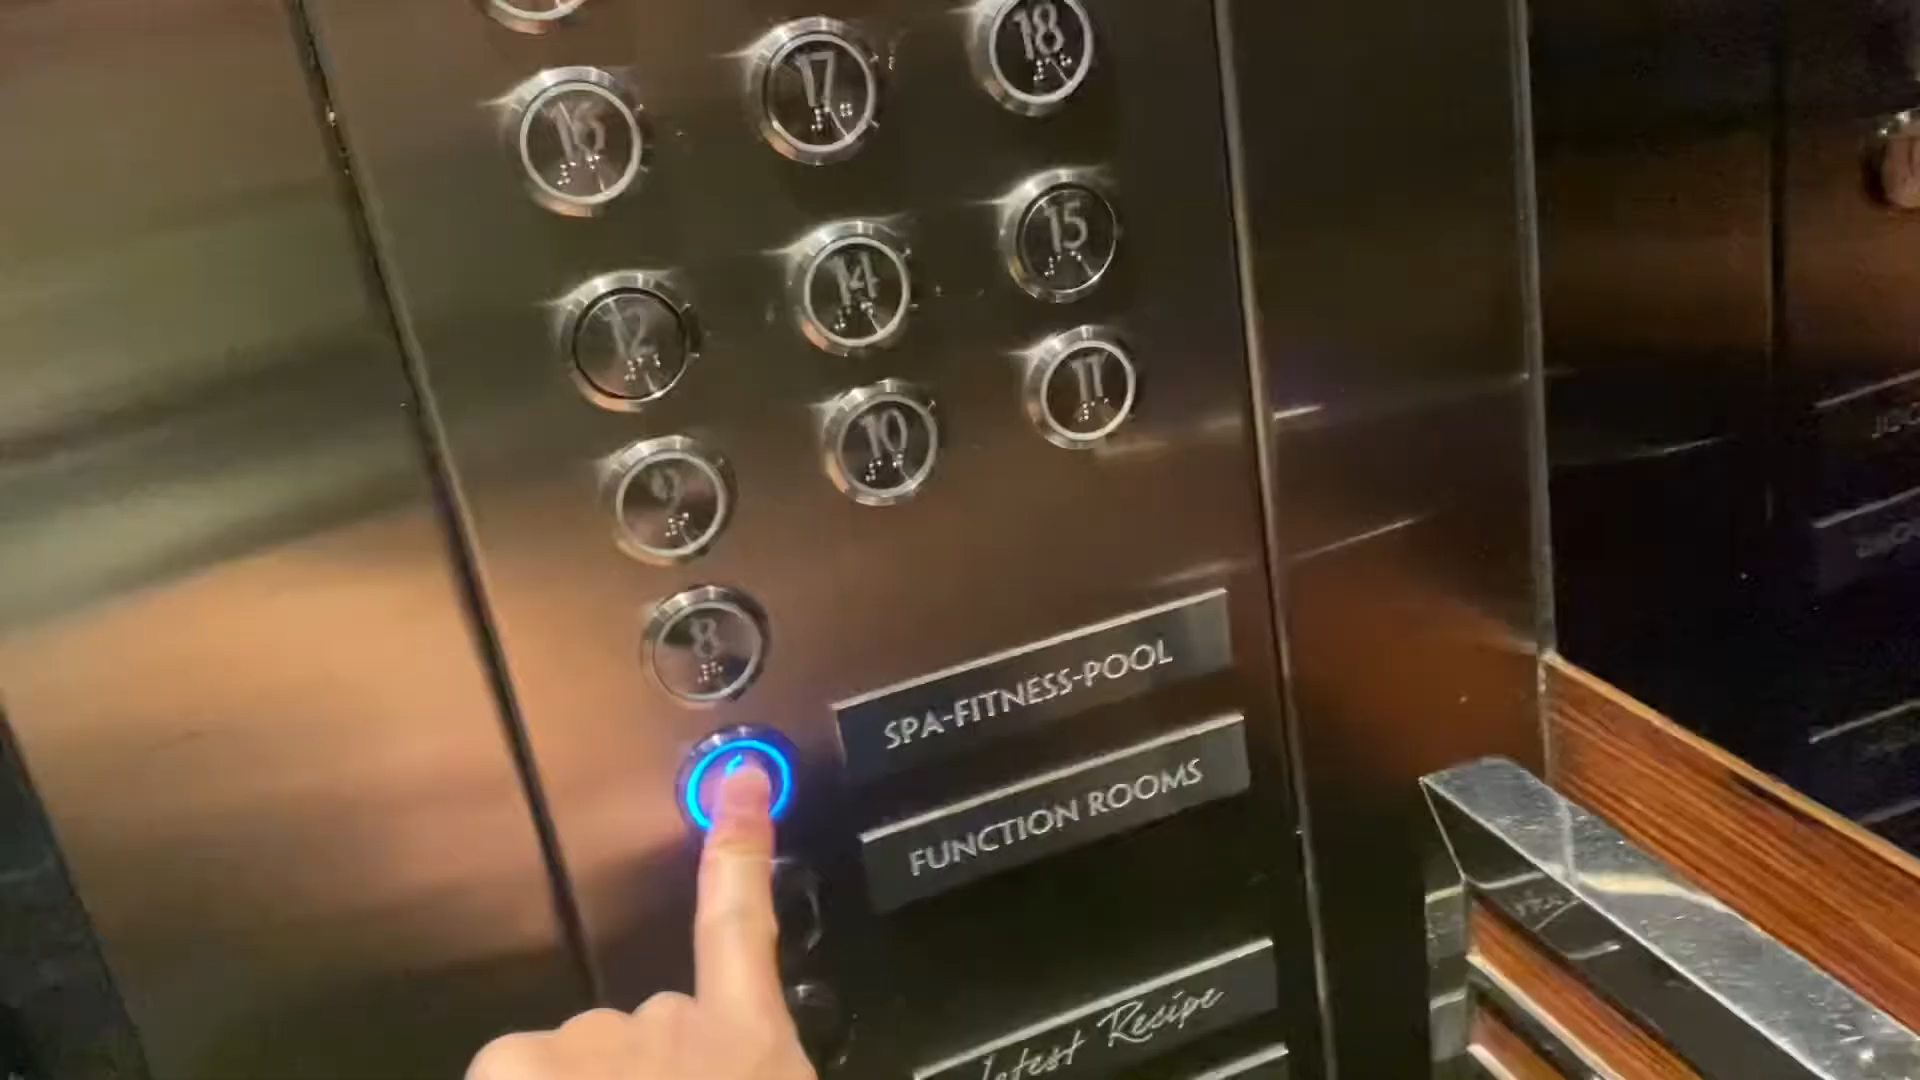 16 17 18
12 14 15
9 10 11
8
SPA-FITNESS-POOL
FUNCTION ROOMS
Latest Recipe